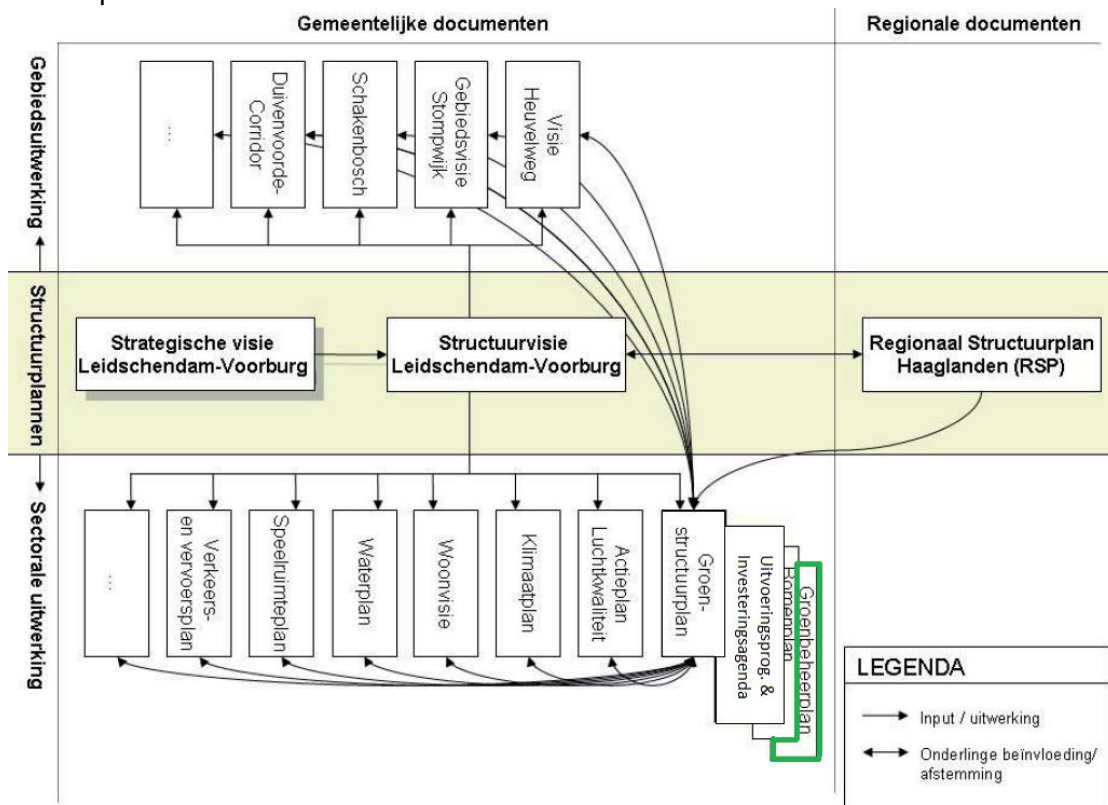 Gemeentelijke documenten
Regionale documenten
Gebiedsuitwerking
...
Duivenvoorde-
Corridor
Schakenbosch
Gebiedsvisie
Stompwijk
Visie
Heuvelweg
Structuurplannen
Strategische visie
Leidschendam-Voorburg
Structuurvisie
Leidschendam-Voorburg
Regionaal Structuurplan
Haaglanden (RSP)
Sectorale uitwerking
...
Verkeers-
en vervoersplan
Speelruimteplan
Waterplan
Woonvisie
Klimaatplan
Actieplan
Luchtkwaliteit
Groen-
structuurplan
Uitvoeringsprog. &
Investeringsagenda
Bomenplan
Groenbeheerplan
LEGENDA
Input / uitwerking
Onderlinge beïnvloeding/
afstemming